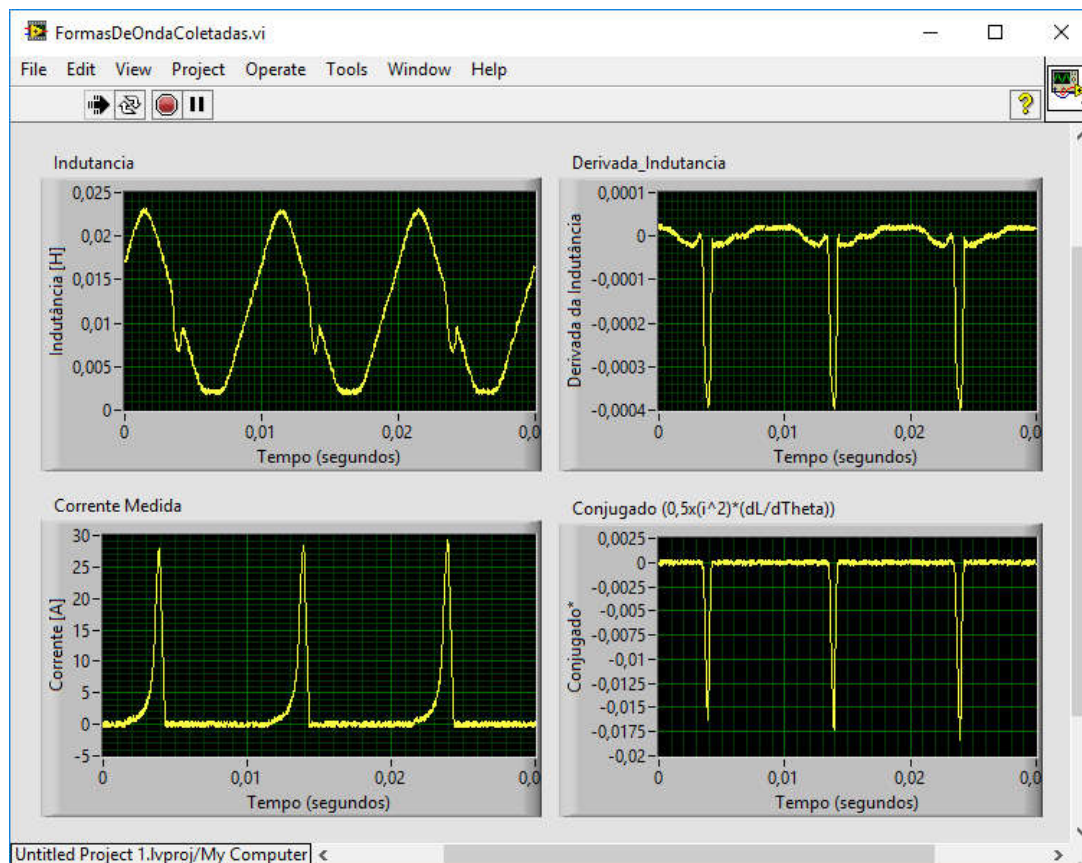 FormasDeOndaColetadas.vi
File Edit View Project Operate Tools Window Help
Indutancia
0,025
0,02
0,015
0,01
0,005
0
Indutância [H]
0 0,01 0,02 0,0
Tempo (segundos)
Derivada_Indutancia
0,0001
0
-0,0001
-0,0002
-0,0003
-0,0004
Derivada da Indutância
0 0,01 0,02 0,0
Tempo (segundos)
Corrente Medida
30
25
20
15
10
5
0
-5
Corrente [A]
0 0,01 0,02 0,0
Tempo (segundos)
Conjugado (0,5x(i^2)*(dL/dTheta))
0,0025
0
-0,0025
-0,005
-0,0075
-0,01
-0,0125
-0,015
-0,0175
-0,02
Conjugado*
0 0,01 0,02 0,0
Tempo (segundos)
Untitled Project 1.lvproj/My Computer